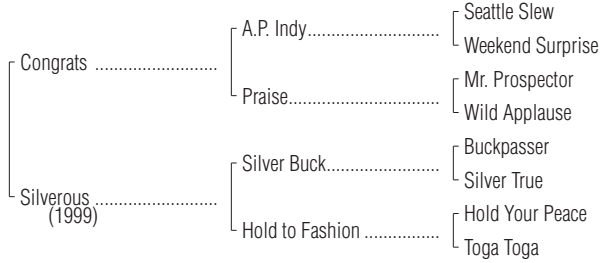 Seattle Slew
A.P. Indy..............................
Weekend Surprise
Congrats ............................
Mr. Prospector
Praise...................................
Wild Applause
Buckpasser
Silver Buck..........................
Silver True
Silverous ............................
(1999)
Hold Your Peace
Hold to Fashion .................
Toga Toga